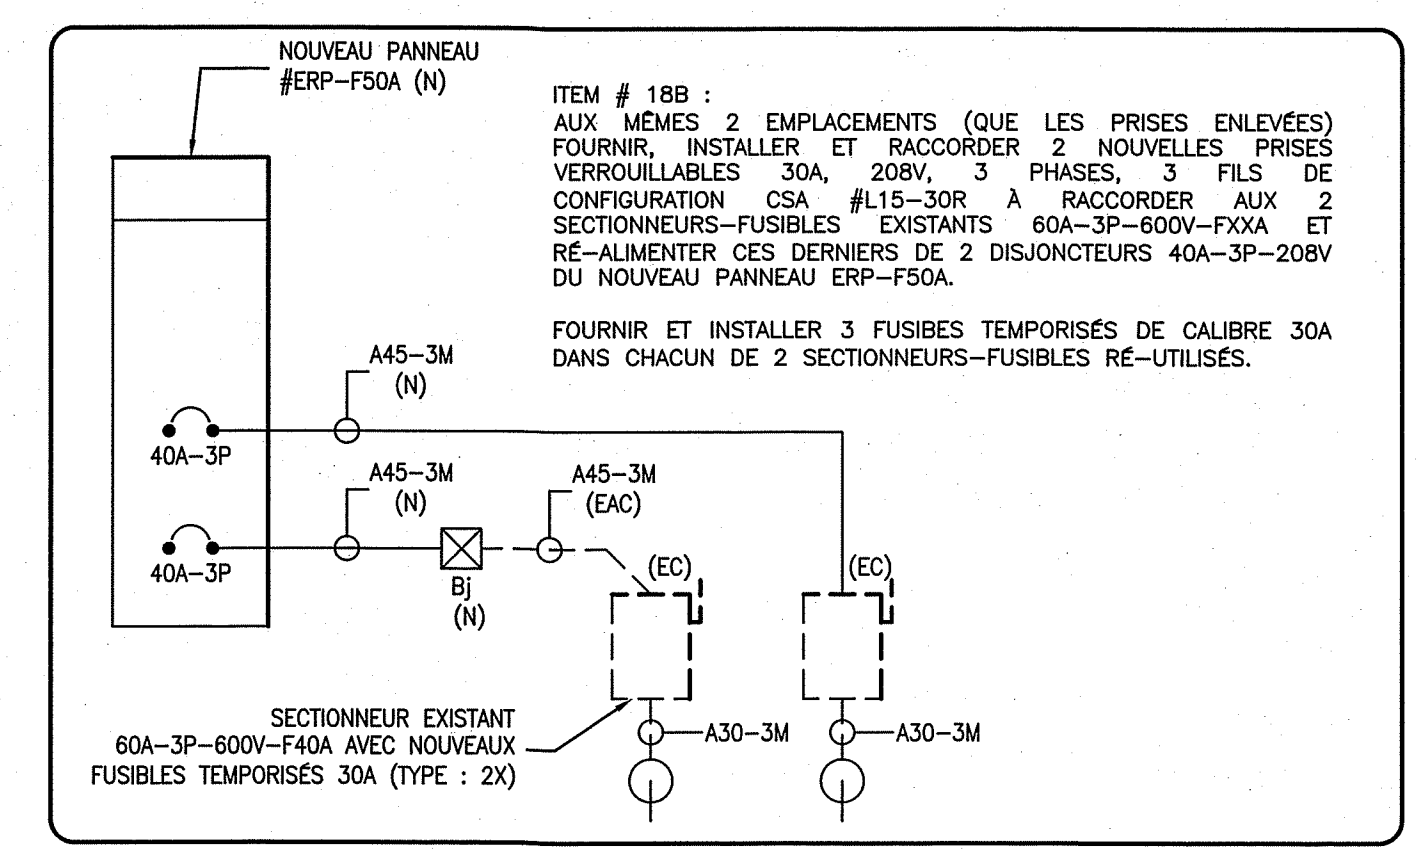 NOUVEAU PANNEAU
#ERP-F50A (N)
ITEM # 18B :
AUX MÊMES 2 EMPLACEMENTS (QUE LES PRISES ENLEVÉES)
FOURNIR, INSTALLER ET RACCORDER 2 NOUVELLES PRISES
VERROUILLABLES 30A, 208V, 3 PHASES, 3 FILS DE
CONFIGURATION CSA #L15-30R À RACCORDER AUX 2
SECTIONNEURS-FUSIBLES EXISTANTS 60A-3P-600V-FXXA ET
RÉ-ALIMENTER CES DERNIERS DE 2 DISJONCTEURS 40A-3P-208V
DU NOUVEAU PANNEAU ERP-F50A.
FOURNIR ET INSTALLER 3 FUSIBES TEMPORISÉS DE CALIBRE 30A
DANS CHACUN DE 2 SECTIONNEURS-FUSIBLES RÉ-UTILISÉS.
A45-3M
(N)
40A-3P
A45-3M
(N)
A45-3M
(EAC)
40A-3P
Bj
(N)
(EC)
(EC)
SECTIONNEUR EXISTANT
60A-3P-600V-F40A AVEC NOUVEAUX
FUSIBLES TEMPORISÉS 30A (TYPE : 2X)
A30-3M
A30-3M